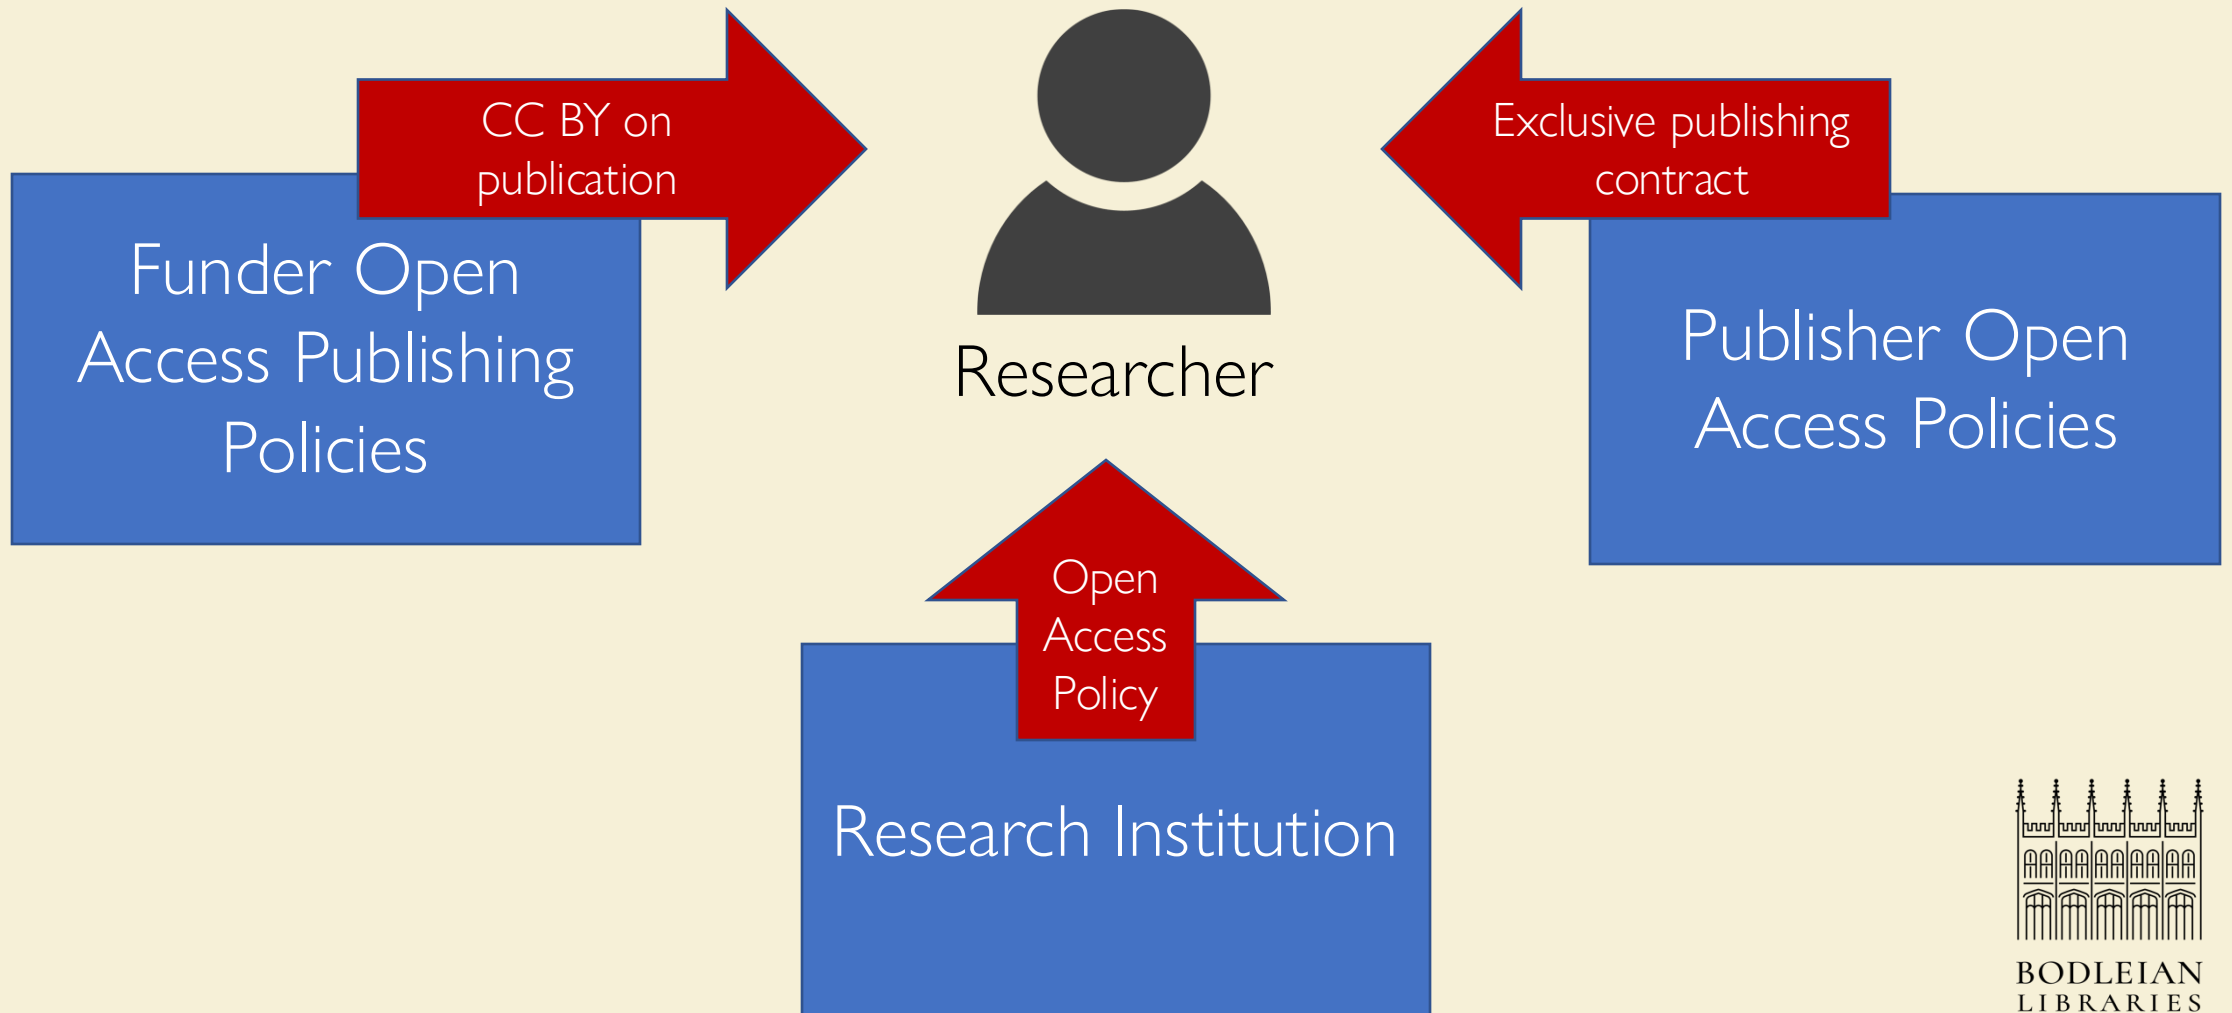 CC BY on
publication
Funder Open
Access Publishing
Policies
Researcher
Exclusive publishing
contract
Publisher Open
Access Policies
Open
Access
Policy
Research Institution
BODLEIAN
LIBRARIES